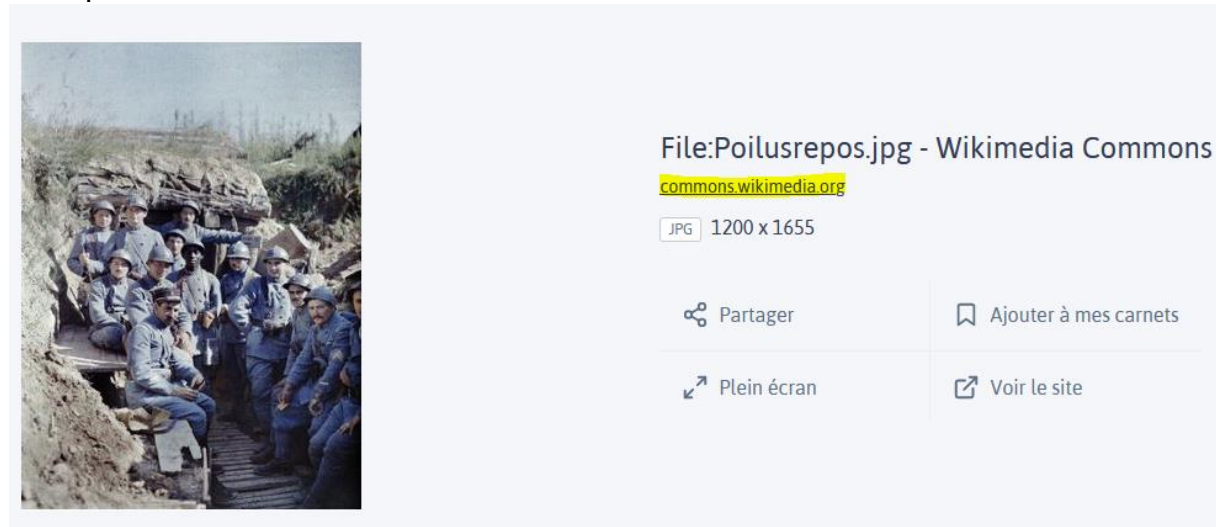 File:Poilusrepos.jpg - Wikimedia Commons
commons.wikimedia.org
JPG 1200 x 1655
Partager
Ajouter à mes carnets
Plein écran
Voir le site